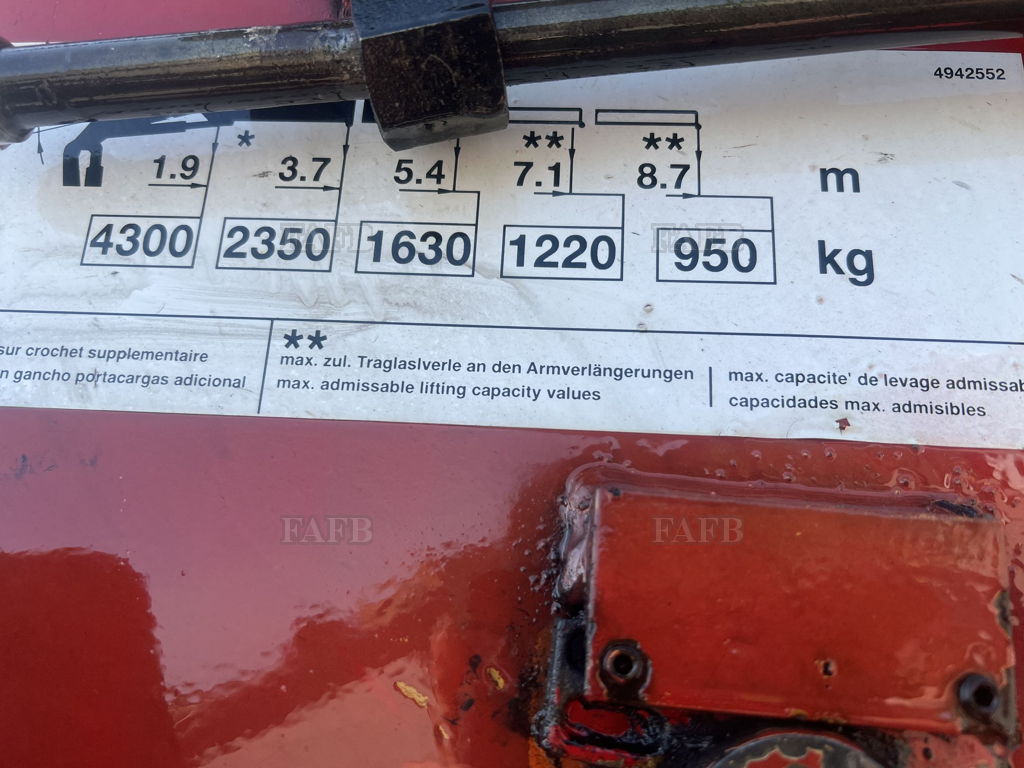 4942552
*
**
**
1.9 3.7 5.4 7.1 8.7 m
4300 2350 1630 1220 950 kg
FAFB FAFB
**
sur crochet supplementaire
n gancho portacargas adicional
max. zul. Traglaslverle an den Armverlängerungen
max. admissable lifting capacity values
max. capacite' de levage admissab
capacidades max. admisibles
FAFB FAFB